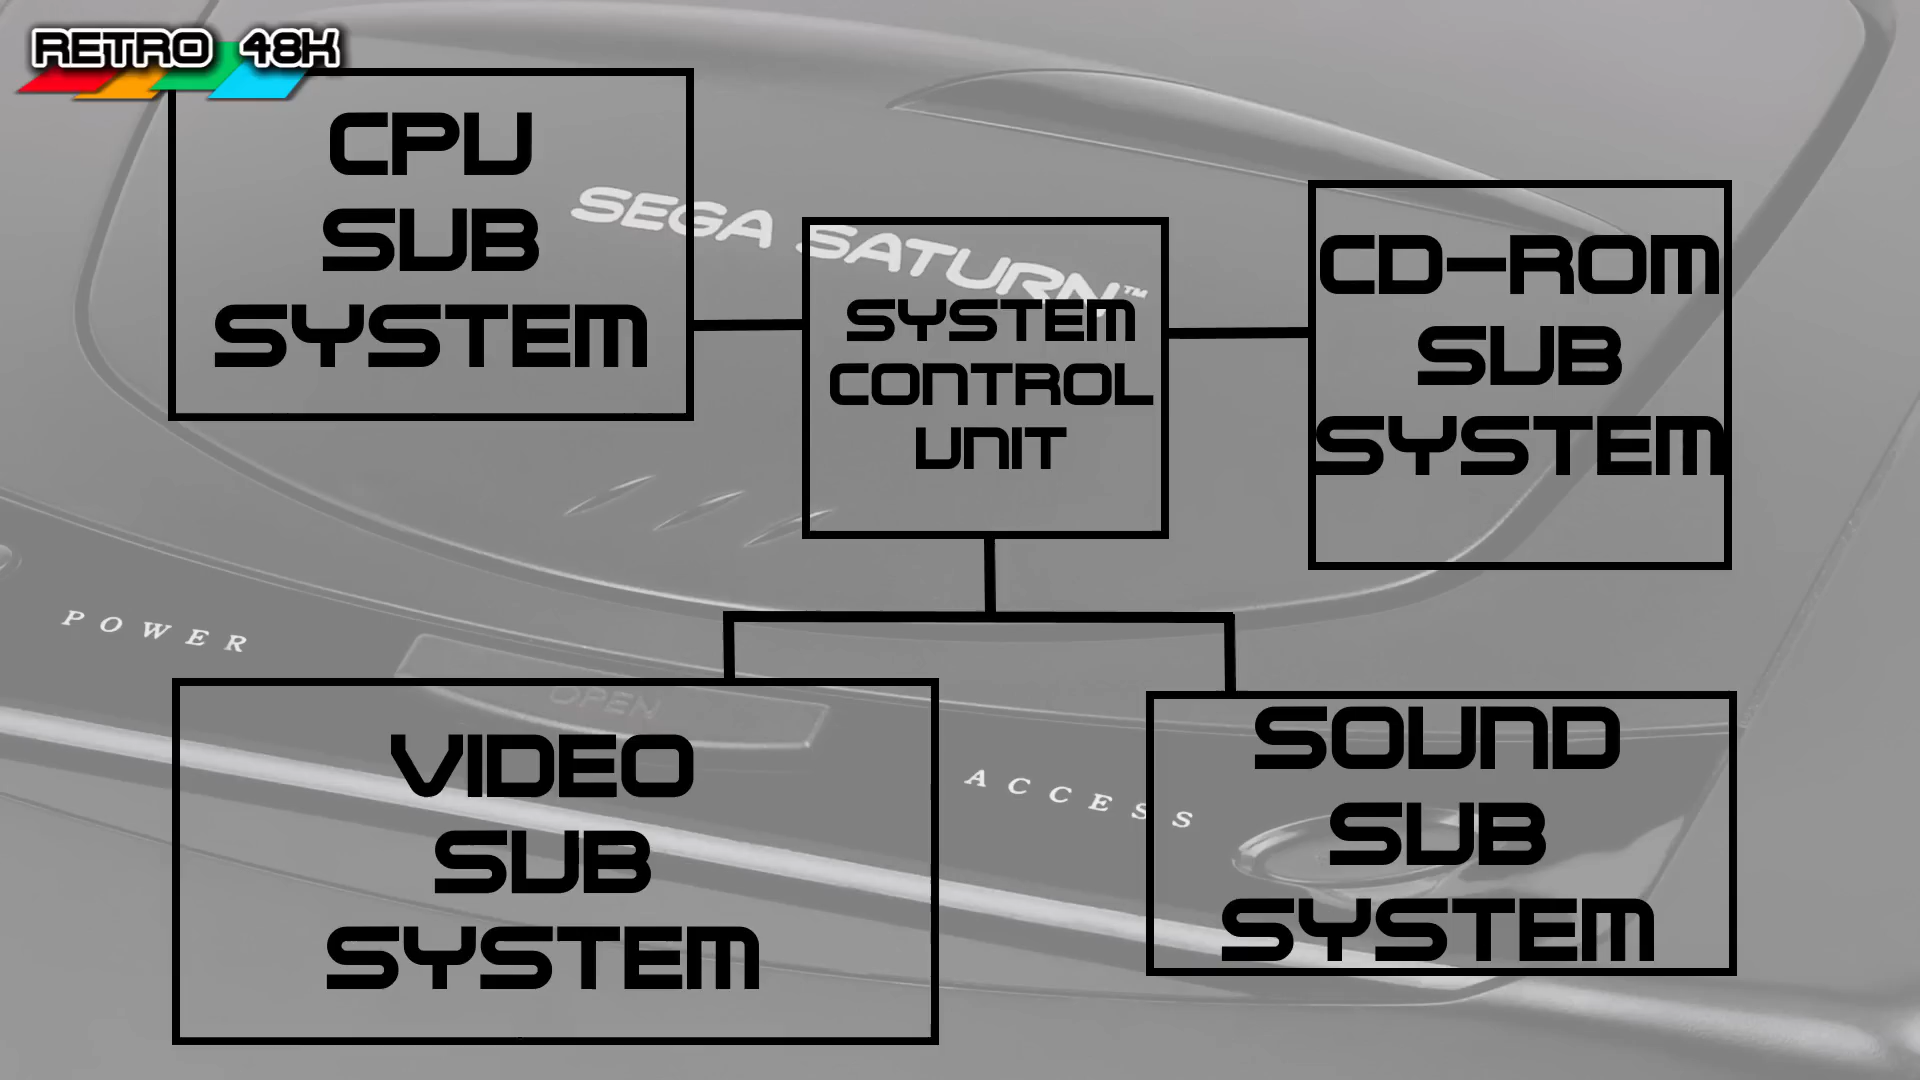 RETRO 48K
CPU
SUB
SYSTEM
SEGA SATURN™
SYSTEM
CONTROL
UNIT
CD-ROM
SUB
SYSTEM
POWER
OPEN
ACCESS
VIDEO
SUB
SYSTEM
SOUND
SUB
SYSTEM